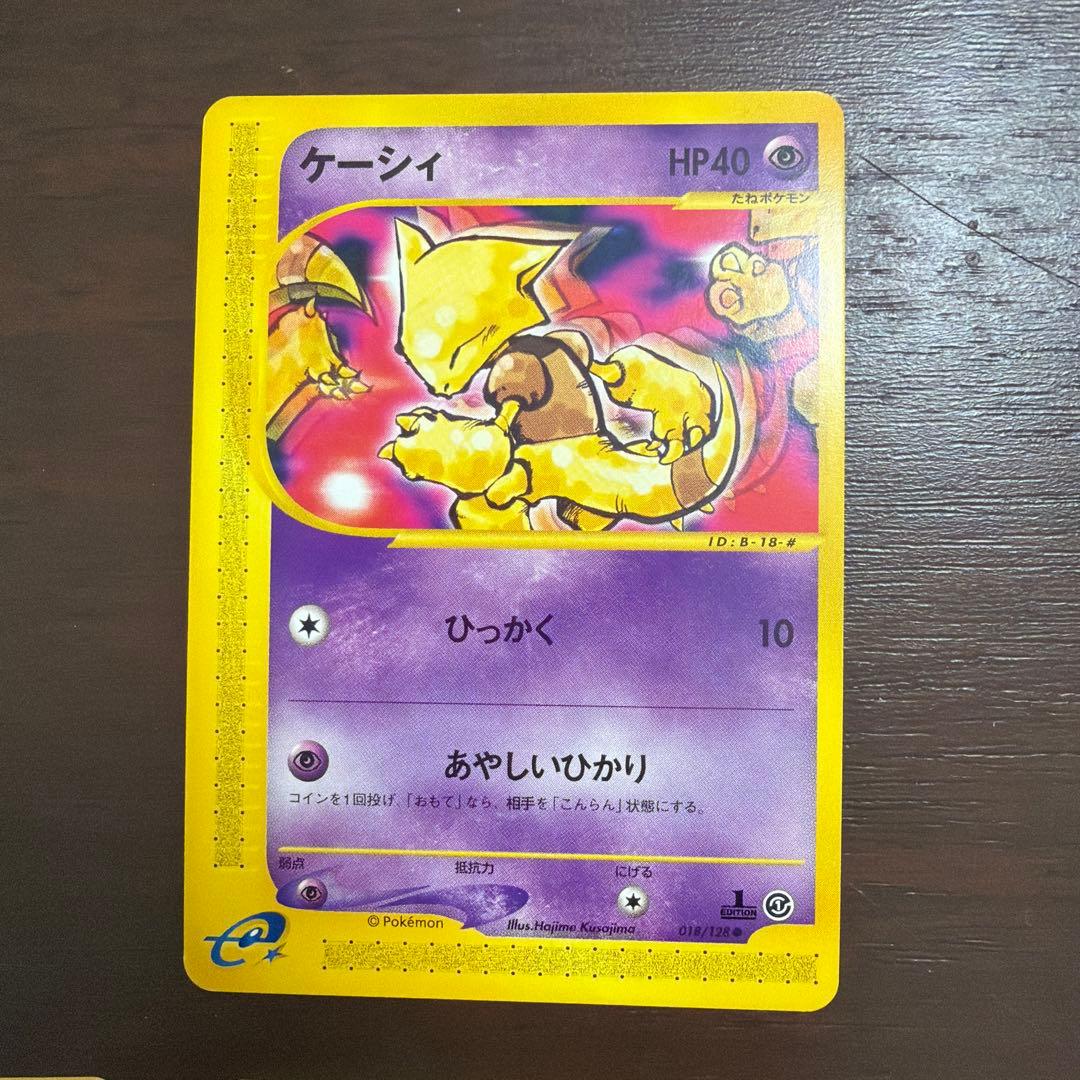 ケーシィ HP40
たねポケモン
ID:B-18-#
ひっかく 10
あやしいひかり
コインを1回投げ、「おもて」なら、相手を「こんらん」状態にする。
弱点 抵抗力 にげる
© Pokémon Illus.Hajime Kusajima
1 EDITION
018/128 ●
e